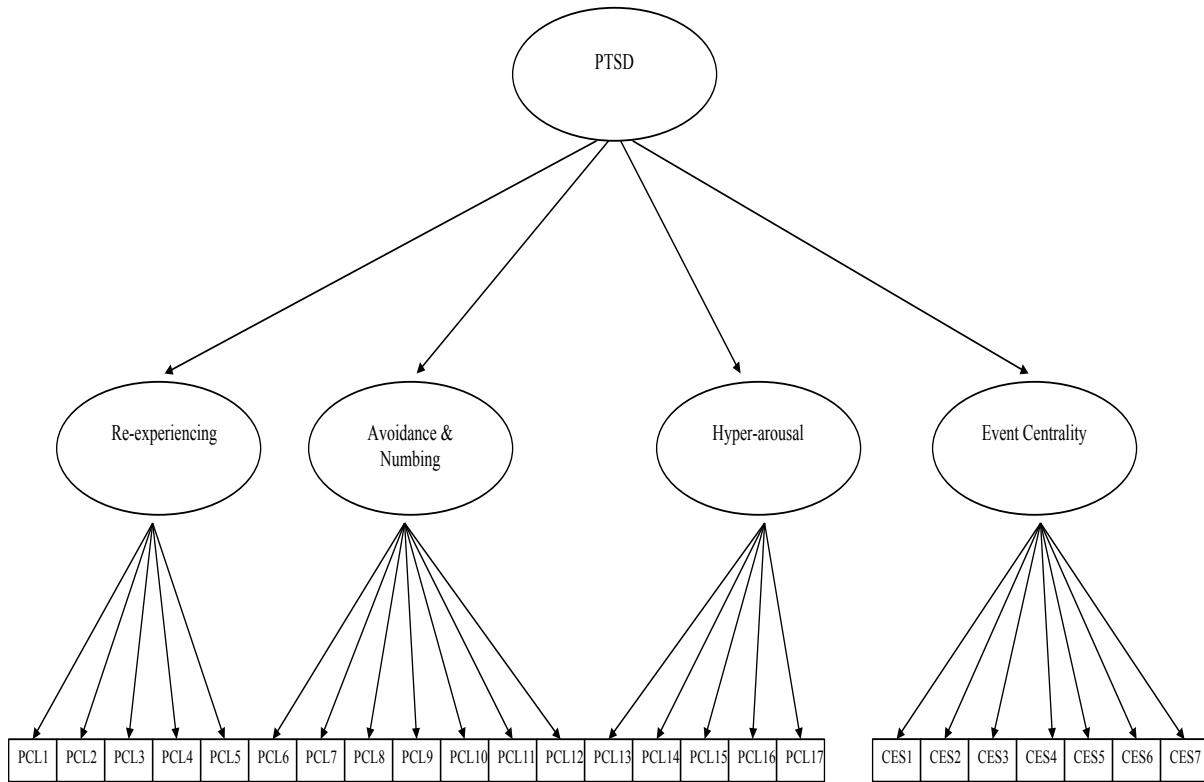 PTSD
Re-experiencing
Avoidance &
Numbing
Hyper-arousal
Event Centrality
PCL1 PCL2 PCL3 PCL4 PCL5 PCL6 PCL7 PCL8 PCL9 PCL10 PCL11 PCL12 PCL13 PCL14 PCL15 PCL16 PCL17 CES1 CES2 CES3 CES4 CES5 CES6 CES7